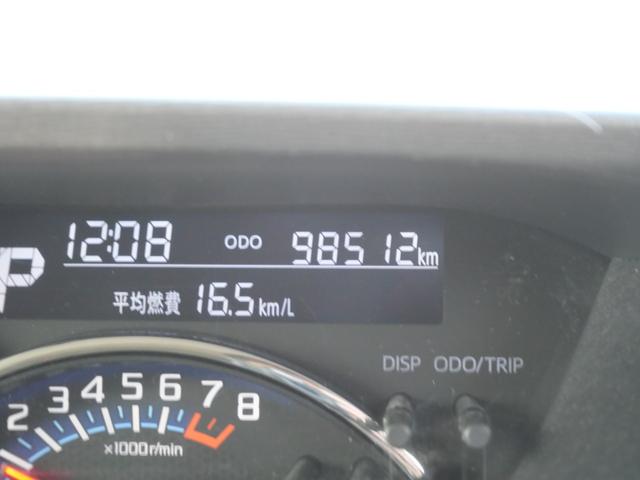 12:08 ODO 98512km
P 平均燃費 16.5km/L
DISP ODO/TRIP
2 3 4 5 6 7 8
×1000r/min